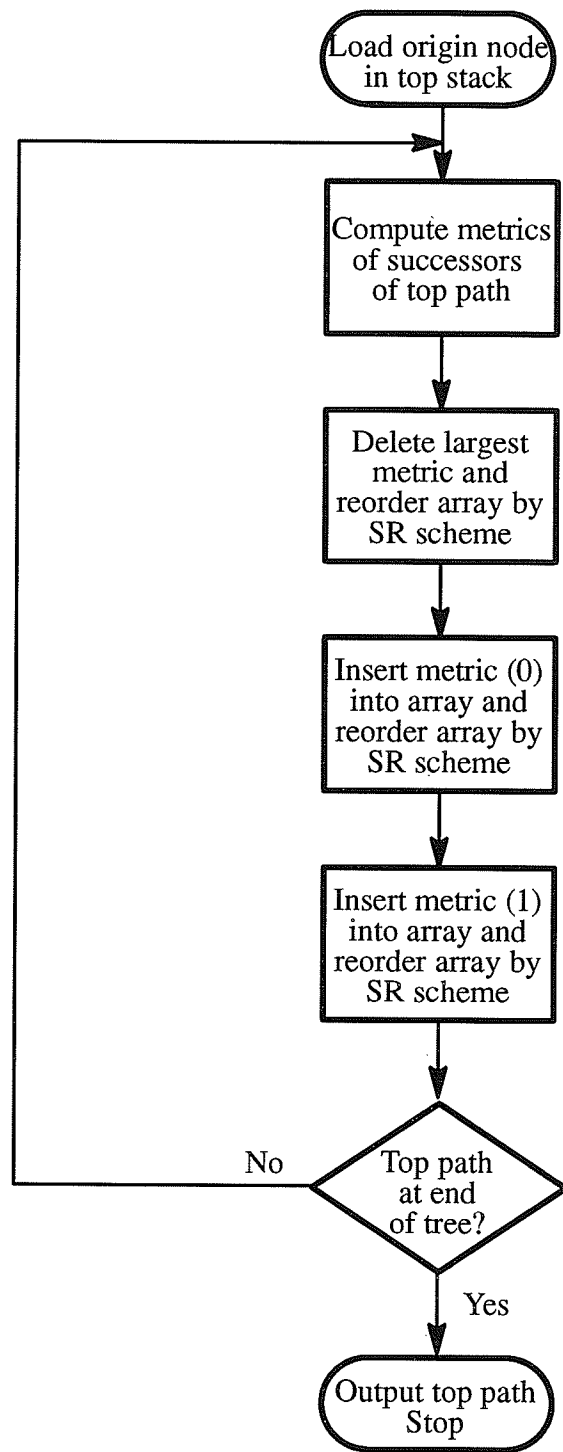 Load origin node
in top stack
Compute metrics
of successors
of top path
Delete largest
metric and
reorder array by
SR scheme
Insert metric (0)
into array and
reorder array by
SR scheme
Insert metric (1)
into array and
reorder array by
SR scheme
No
Top path
at end
of tree?
Yes
Output top path
Stop